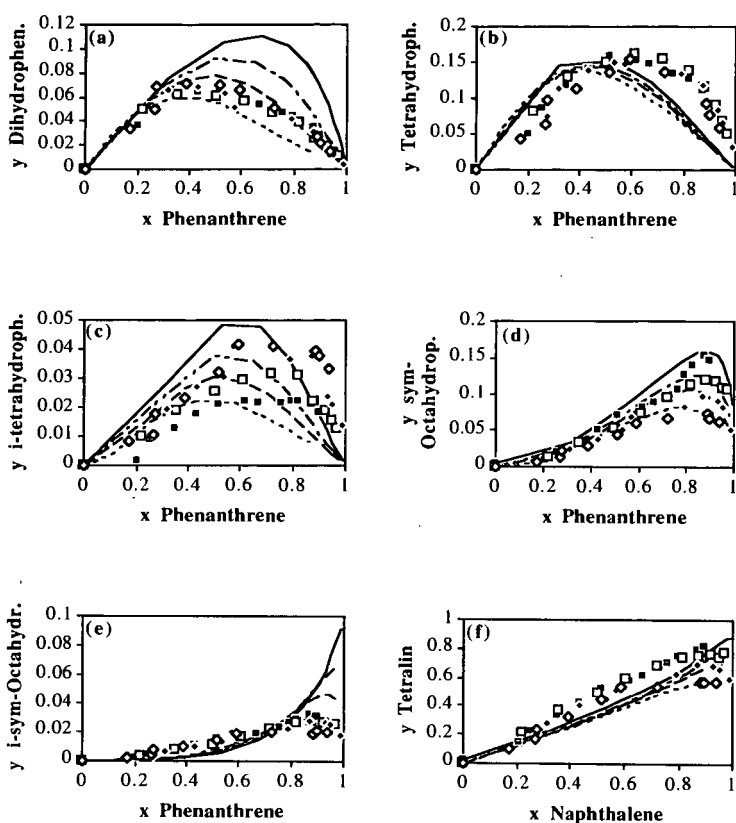 (a)
y Dihydrophen.
0.12
0.1
0.08
0.06
0.04
0.02
0
0 0.2 0.4 0.6 0.8 1
x Phenanthrene
(b)
y Tetrahydroph.
0.2
0.15
0.1
0.05
0
0 0.2 0.4 0.6 0.8 1
x Phenanthrene
(c)
y i-tetrahydroph.
0.05
0.04
0.03
0.02
0.01
0
0 0.2 0.4 0.6 0.8 1
x Phenanthrene
(d)
y sym-
Octahydrop.
0.2
0.15
0.1
0.05
0
0 0.2 0.4 0.6 0.8 1
x Phenanthrene
(e)
y i-sym-Octahydr.
0.1
0.08
0.06
0.04
0.02
0
0 0.2 0.4 0.6 0.8 1
x Phenanthrene
(f)
y Tetralin
1
0.8
0.6
0.4
0.2
0
0 0.2 0.4 0.6 0.8 1
x Naphthalene